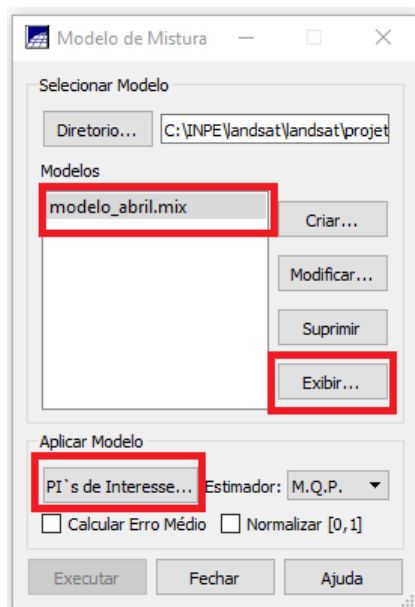 Modelo de Mistura
Selecionar Modelo
Diretorio... C:\INPE\landsat\landsat\projet
Modelos
modelo_abril.mix
Criar...
Modificar...
Suprimir
Exibir...
Aplicar Modelo
PI`s de Interesse... Estimador: M.Q.P.
Calcular Erro Médio Normalizar [0,1]
Executar Fechar Ajuda